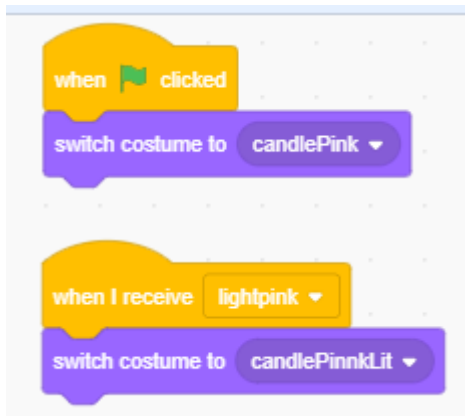 when clicked
switch costume to candlePink
when I receive lightpink
switch costume to candlePinnkLit